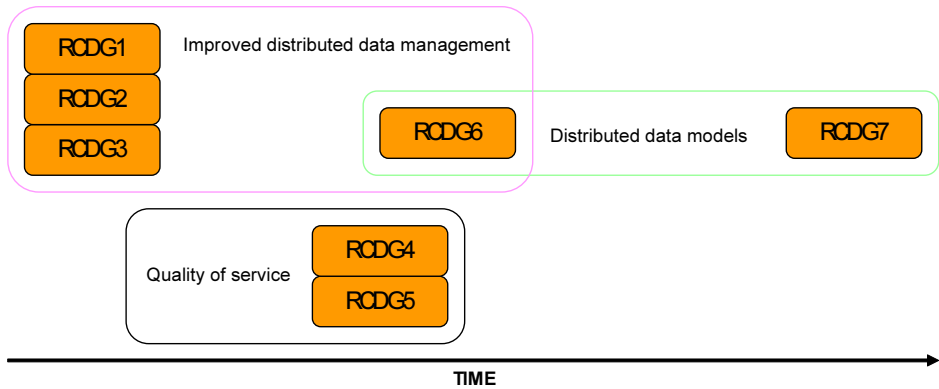 RCDG1
Improved distributed data management
RCDG2
RCDG3
RCDG6
Distributed data models
RCDG7
RCDG4
Quality of service
RCDG5
TIME